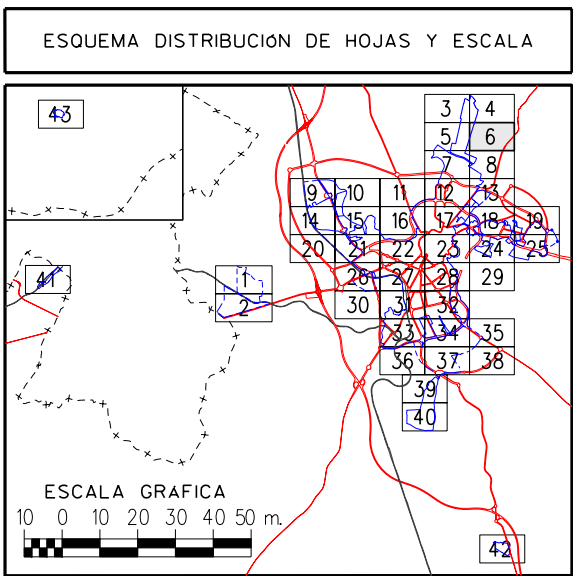 ESQUEMA DISTRIBUCIóN DE HOJAS Y ESCALA
43
3 4
5 6
7 8
9 10 11 12 13
14 15 16 17 18 19
20 21 22 23 24 25
41
1
26 27 28 29
2
30 31 32
33 34 35
36 37 38
39
40
ESCALA GRÁFICA
10 0 10 20 30 40 50 m.
42